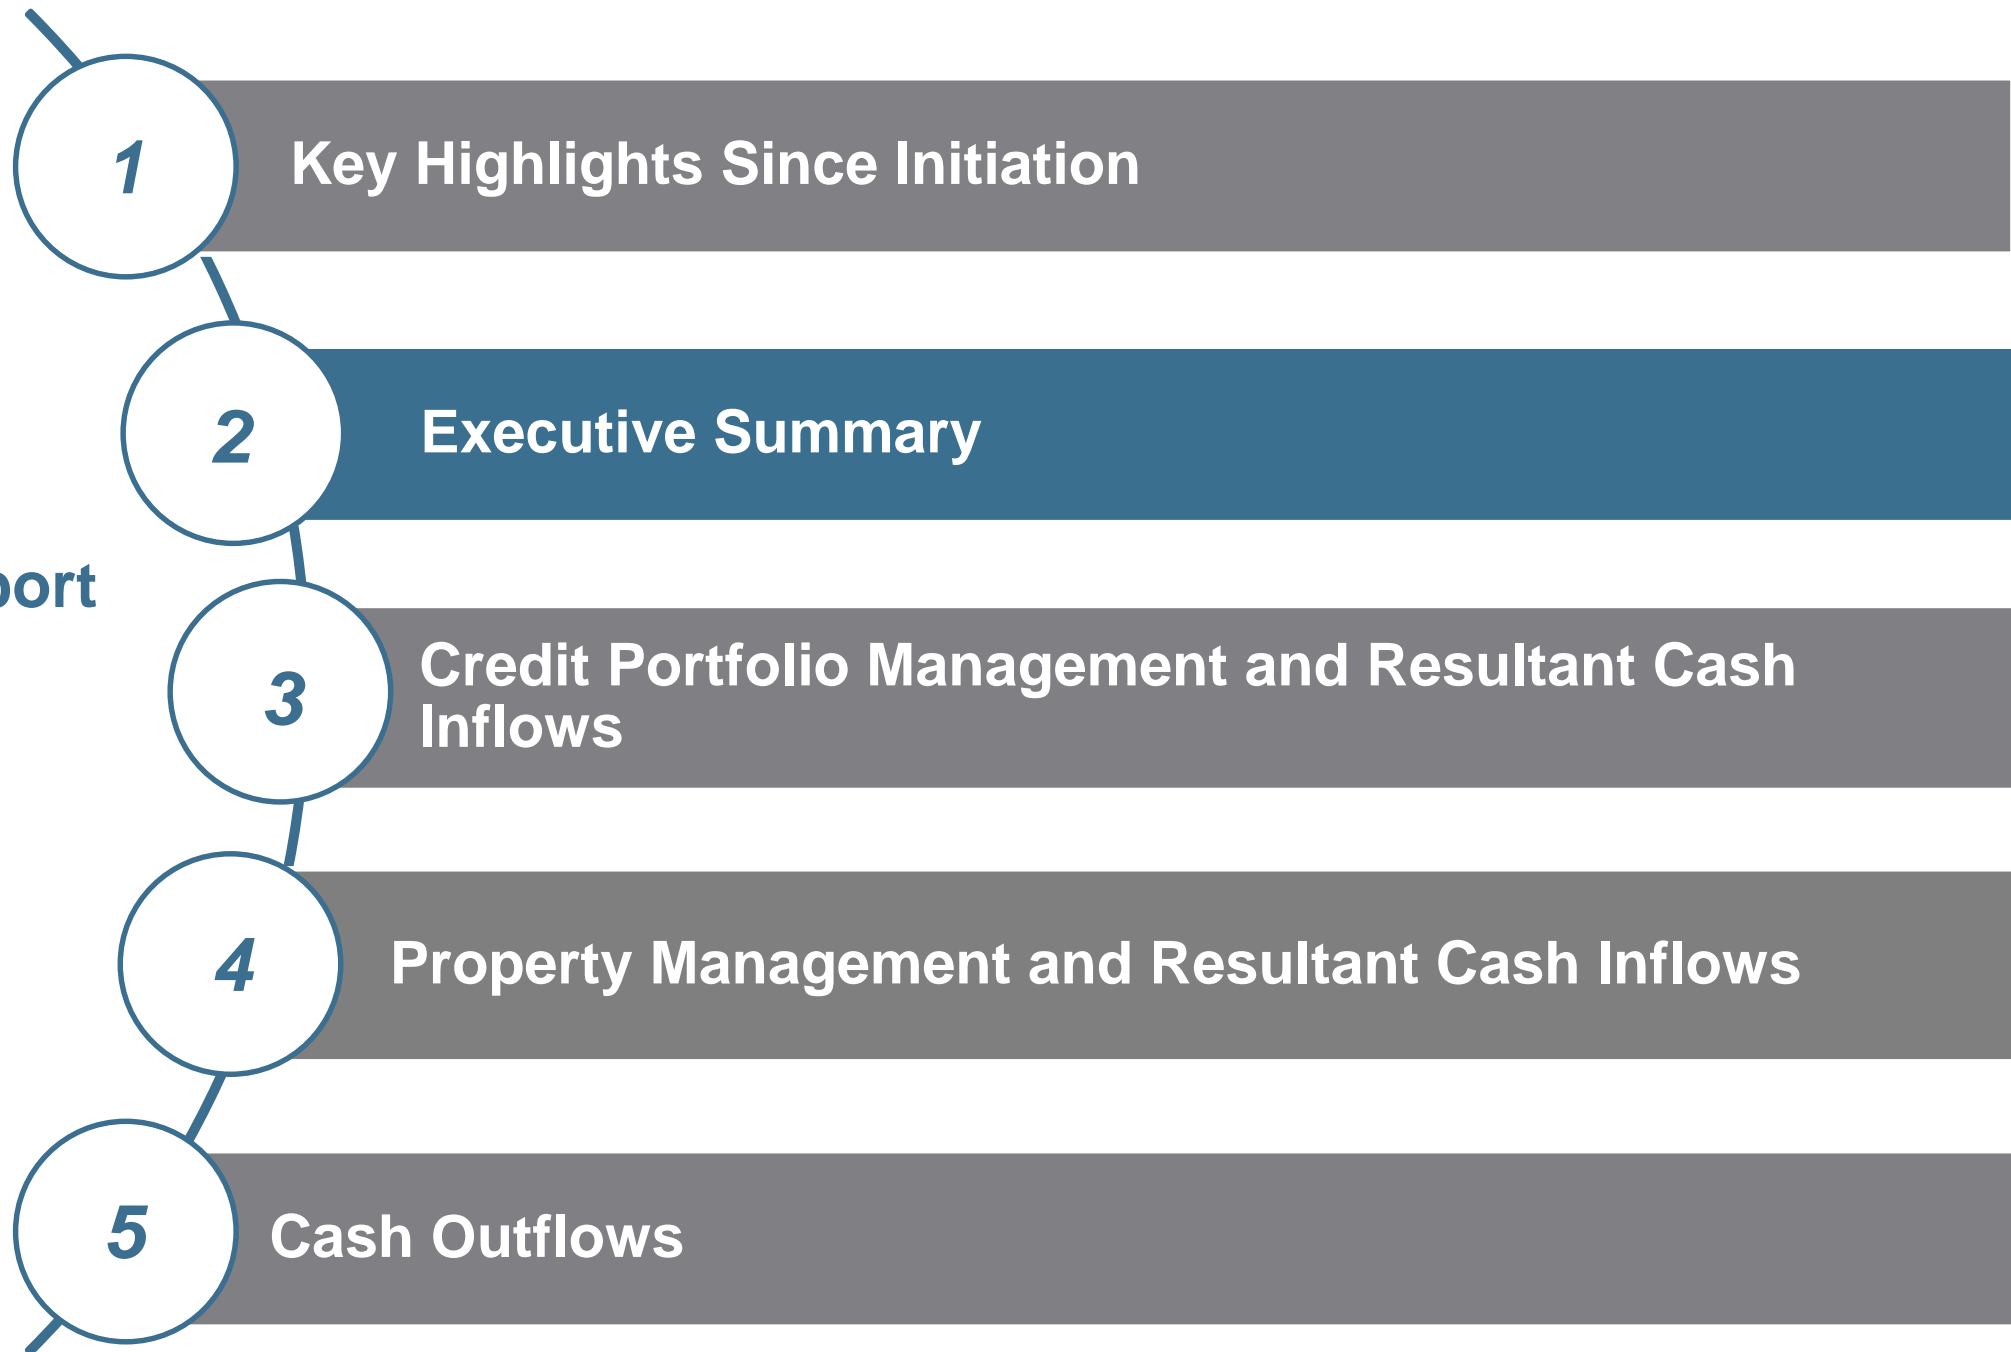 1
Key Highlights Since Initiation
2
Executive Summary
port
3
Credit Portfolio Management and Resultant Cash
Inflows
4
Property Management and Resultant Cash Inflows
5
Cash Outflows